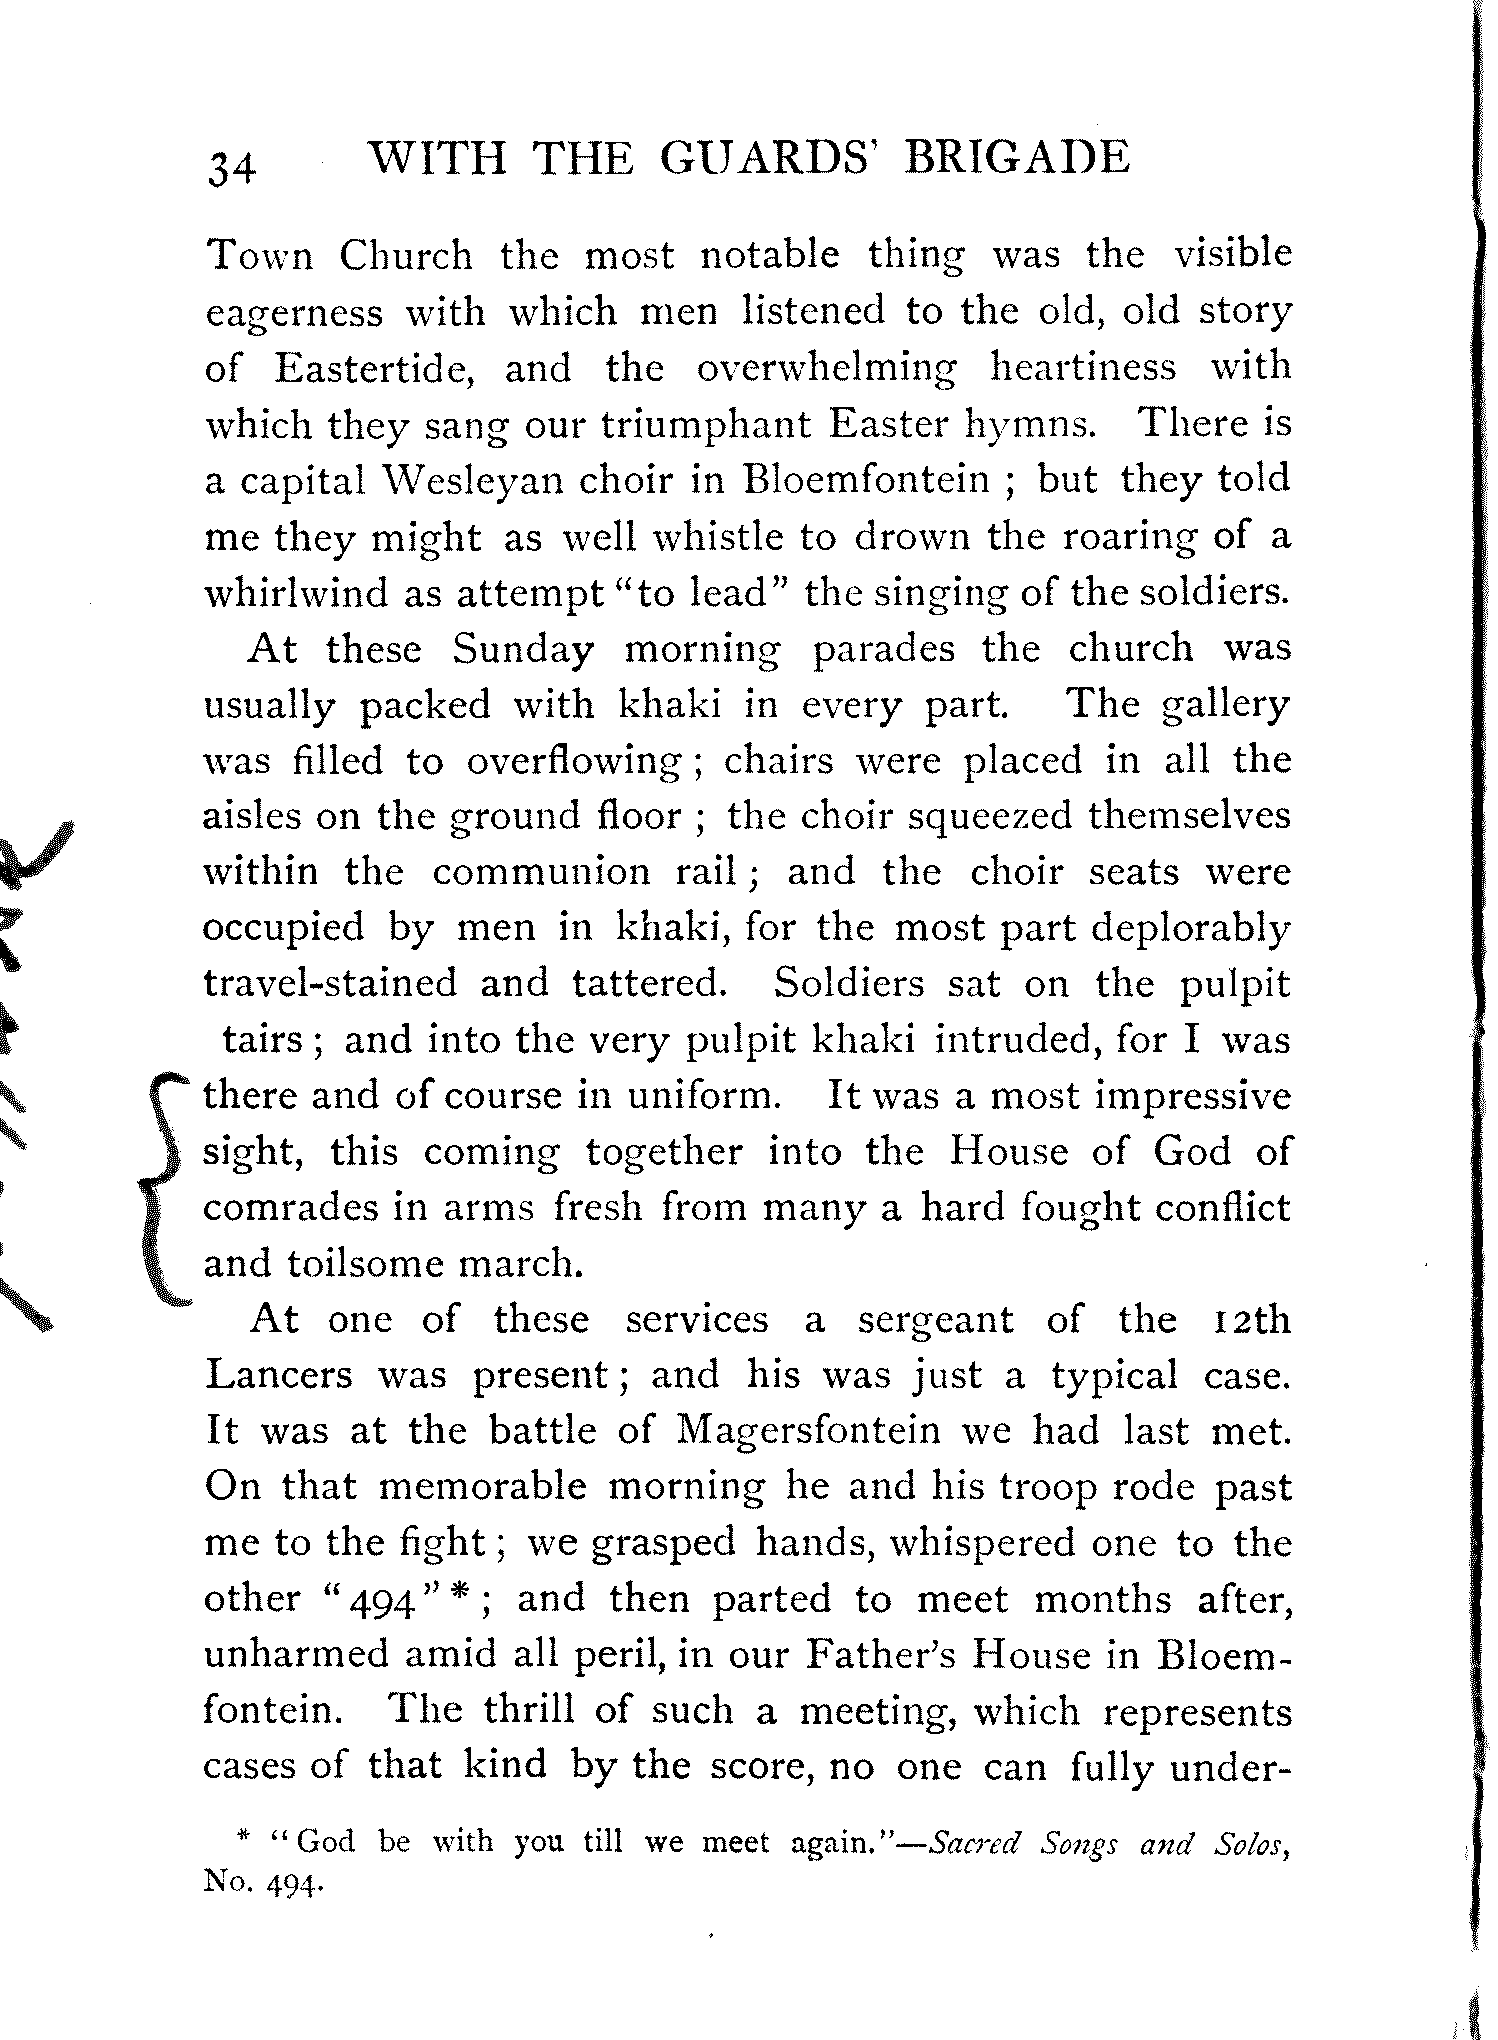 34 WITH THE GUARDS' BRIGADE
Town Church the most notable thing was the visible
eagerness with which men listened to the old, old story
of Eastertide, and the overwhelming heartiness with
which they sang our triumphant Easter hymns. There is
a capital Wesleyan choir in Bloemfontein ; but they told
me they might as well whistle to drown the roaring of a
whirlwind as attempt "to lead" the singing of the soldiers.
At these Sunday morning parades the church was
usually packed with khaki in every part. The gallery
was filled to overflowing ; chairs were placed in all the
aisles on the ground floor ; the choir squeezed themselves
within the communion rail ; and the choir seats were
occupied by men in khaki, for the most part deplorably
travel-stained and tattered. Soldiers sat on the pulpit
tairs ; and into the very pulpit khaki intruded, for I was
there and of course in uniform. It was a most impressive
sight, this coming together into the House of God of
comrades in arms fresh from many a hard fought conflict
and toilsome march.
At one of these services a sergeant of the 12th
Lancers was present ; and his was just a typical case.
It was at the battle of Magersfontein we had last met.
On that memorable morning he and his troop rode past
me to the fight ; we grasped hands, whispered one to the
other "494" * ; and then parted to meet months after,
unharmed amid all peril, in our Father's House in Bloem-
fontein. The thrill of such a meeting, which represents
cases of that kind by the score, no one can fully under-
* "God be with you till we meet again."—Sacred Songs and Solos,
No. 494.